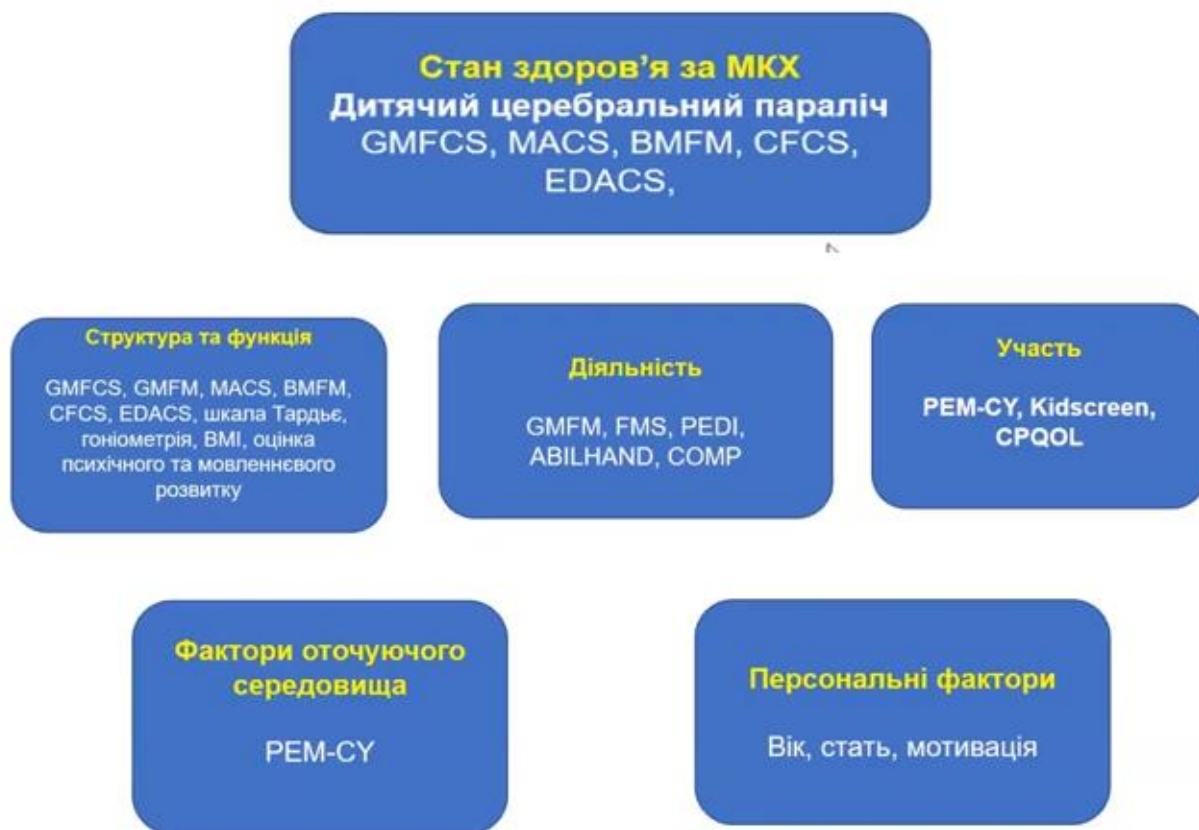 Стан здоров’я за МКХ
Дитячий церебральний параліч
GMFCS, MACS, BMFM, CFCS,
EDACS,
Структура та функція
GMFCS, GMFM, MACS, BMFM,
CFCS, EDACS, шкала Тардьє,
гоніометрія, BMI, оцінка
психічного та мовленнєвого
розвитку
Діяльність
GMFM, FMS, PEDI,
ABILHAND, COMP
Участь
PEM-CY, Kidscreen,
CPQOL
Фактори оточуючого
середовища
PEM-CY
Персональні фактори
Вік, стать, мотивація